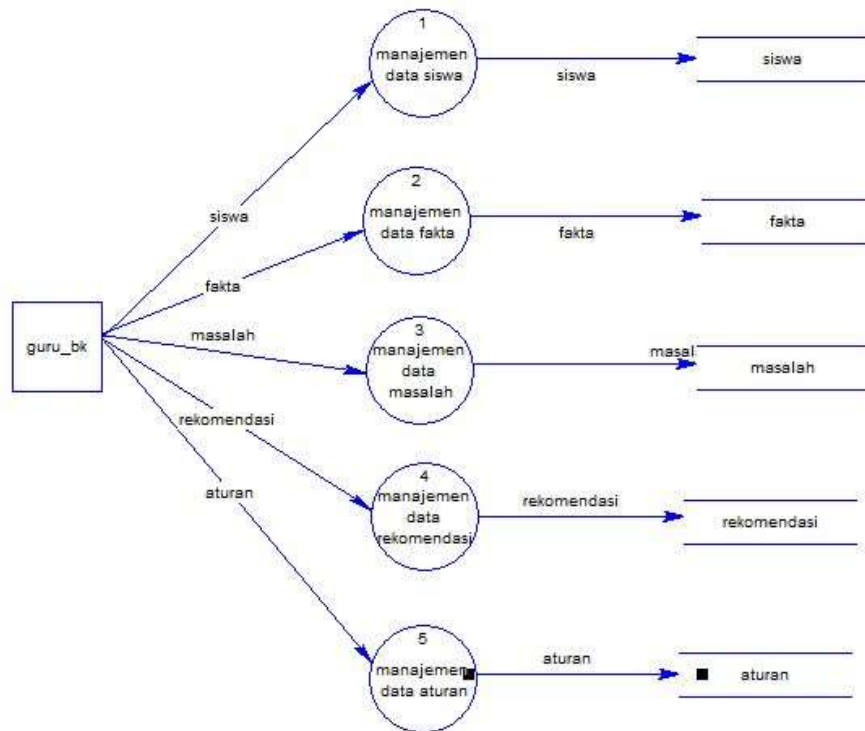 1
manajemen
data siswa
siswa
siswa
siswa
2
manajemen
data fakta
fakta
fakta
fakta
guru_bk
masalah
3
manajemen
data
masalah
masal
masalah
rekomendasi
4
manajemen
data
rekomendasi
rekomendasi
rekomendasi
aturan
5
manajemen
data aturan
aturan
aturan